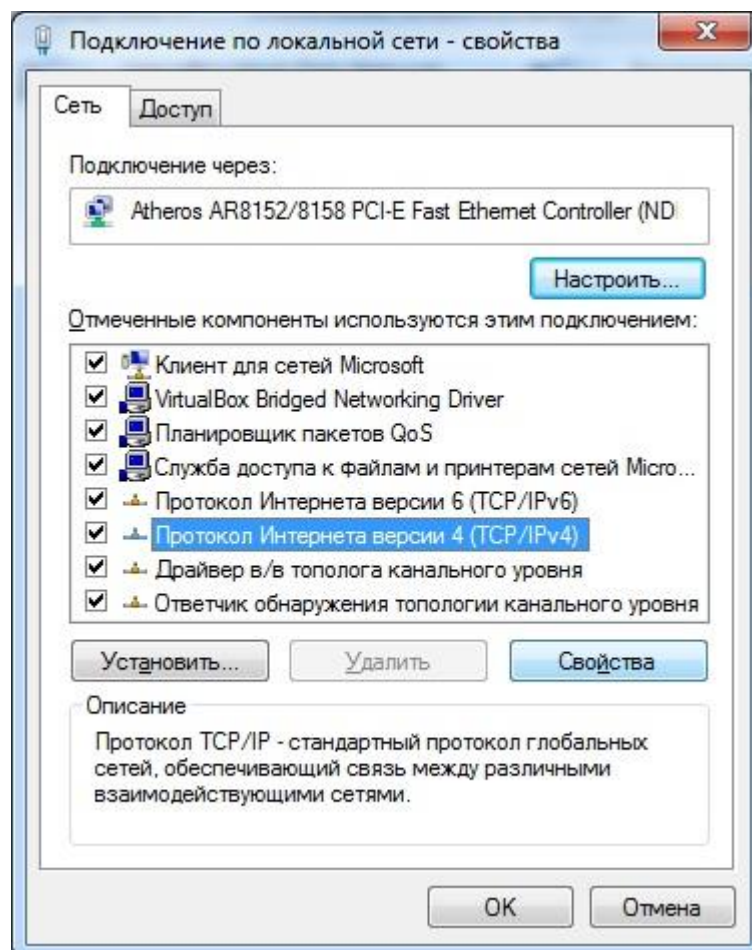 Подключение по локальной сети - свойства
Сеть
Доступ
Подключение через:
Atheros AR8152/8158 PCI-E Fast Ethernet Controller (ND
Настроить...
Отмеченные компоненты используются этим подключением:
Клиент для сетей Microsoft
VirtualBox Bridged Networking Driver
Планировщик пакетов QoS
Служба доступа к файлам и принтерам сетей Micro...
Протокол Интернета версии 6 (TCP/IPv6)
Протокол Интернета версии 4 (TCP/IPv4)
Драйвер в/в тополога канального уровня
Ответчик обнаружения топологии канального уровня
Установить...
Удалить
Свойства
Описание
Протокол TCP/IP - стандартный протокол глобальных
сетей, обеспечивающий связь между различными
взаимодействующими сетями.
OK
Отмена